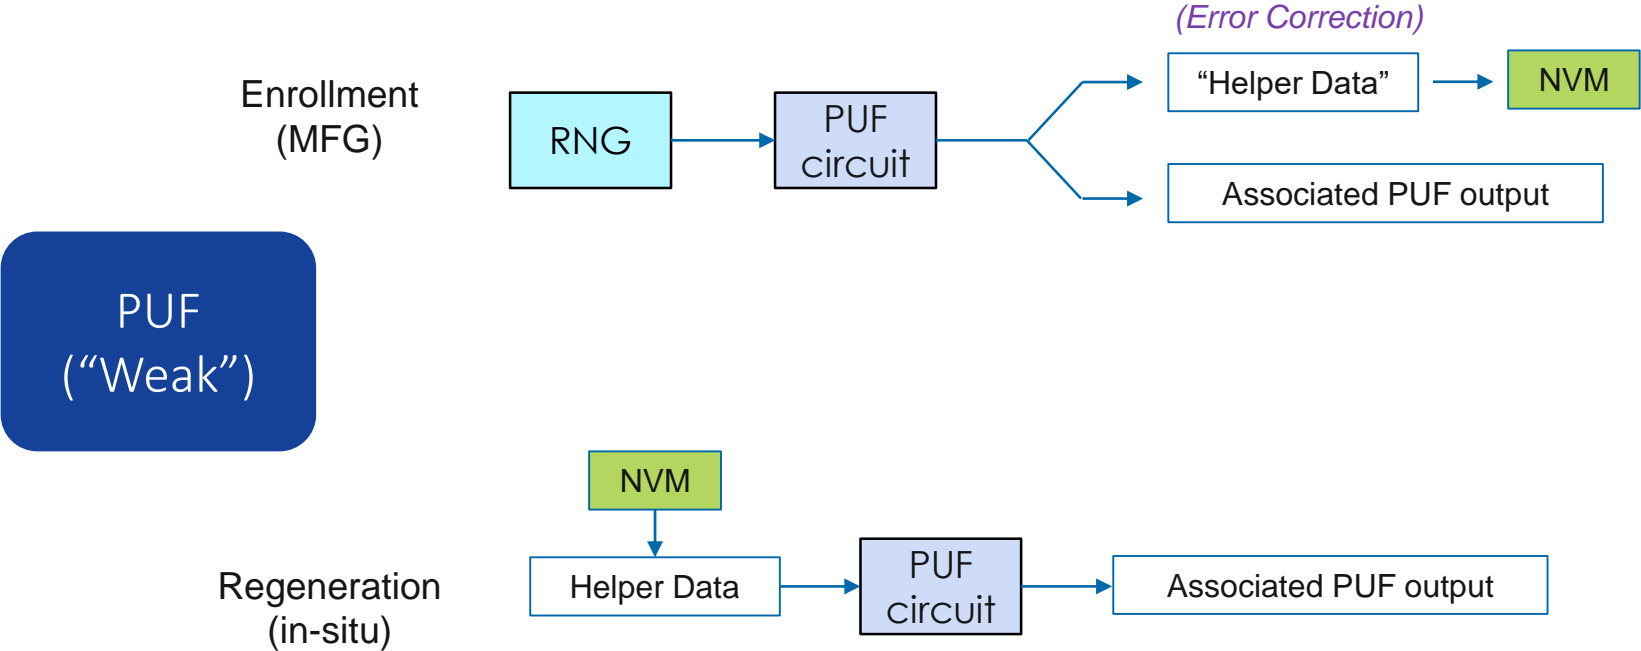 (Error Correction)
Enrollment
(MFG)
RNG
PUF
circuit
“Helper Data”
NVM
Associated PUF output
PUF
(“Weak”)
NVM
Regeneration
(in-situ)
Helper Data
PUF
circuit
Associated PUF output